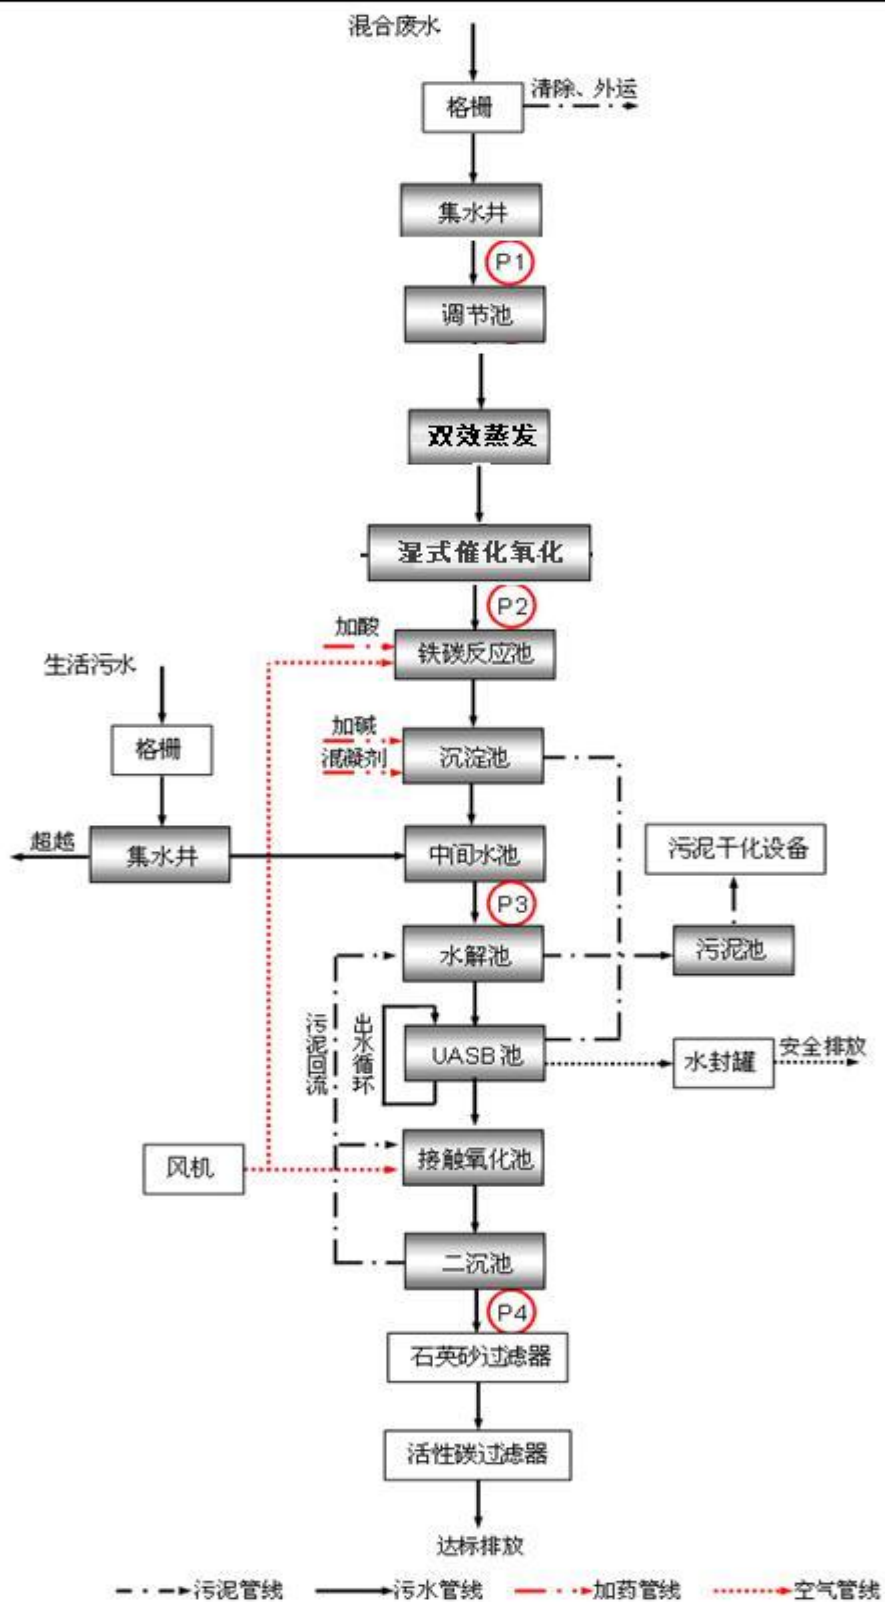 混合废水
格栅
清除、外运
集水井
P1
调节池
双效蒸发
湿式催化氧化
P2
加酸
铁碳反应池
生活污水
格栅
加碱
混凝剂
沉淀池
超越
集水井
中间水池
污泥干化设备
P3
水解池
污泥池
污泥回流
出水循环
UASB 池
水封罐
安全排放
风机
接触氧化池
二沉池
P4
石英砂过滤器
活性碳过滤器
达标排放
污泥管线
污水管线
加药管线
空气管线